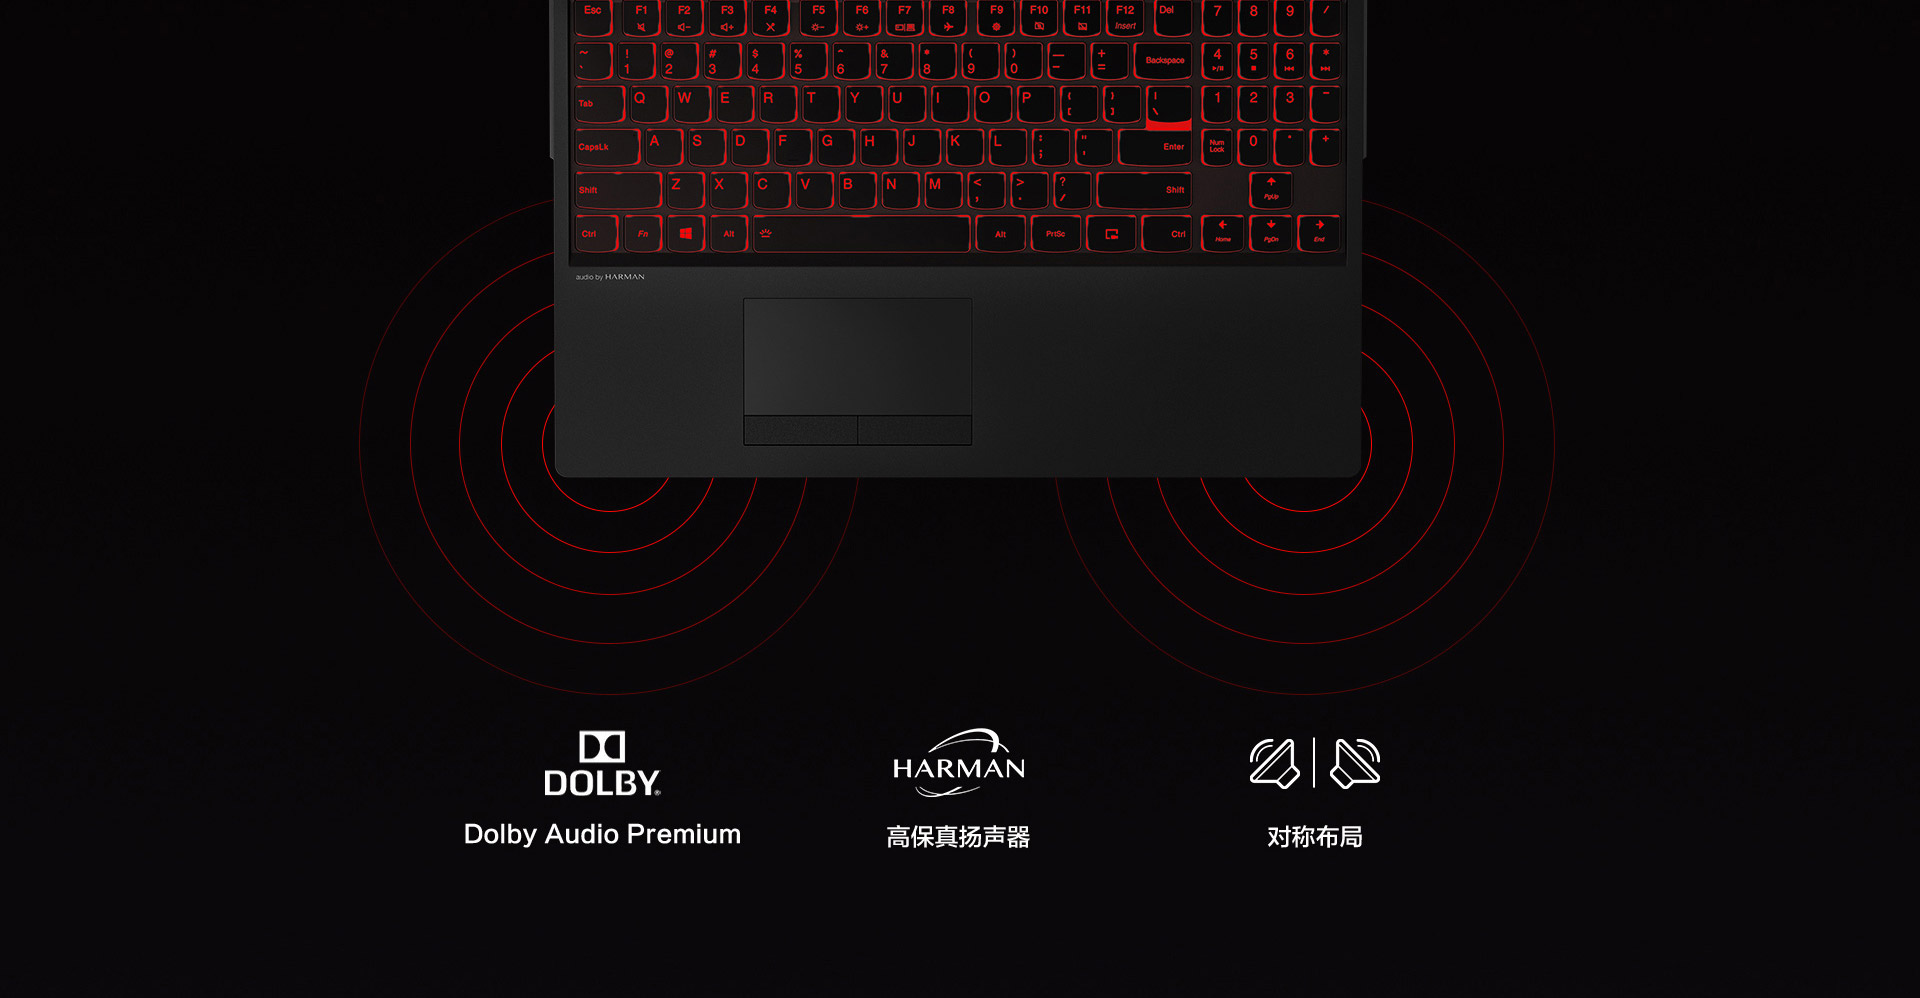 Esc F1 F2 F3 F4 F5 F6 F7 F8 F9 F10 F11 F12 Insert Del 7 8 9 /
~ ` ! 1 @ 2 # 3 $ 4 % 5 ^ 6 & 7 * 8 ( 9 ) 0 — - + = Backspace 4 5 6 *
Tab Q W E R T Y U I O P { [ } ] | \ 1 2 3 -
CapsLk A S D F G H J K L : ; " ' Enter Num Lock 0 . +
Shift Z X C V B N M < , > . ? / Shift PgUp
Ctrl Fn Alt Alt PrtSc Ctrl Home PgDn End
audio by HARMAN
DOLBY®
HARMAN
Dolby Audio Premium
高保真扬声器
对称布局